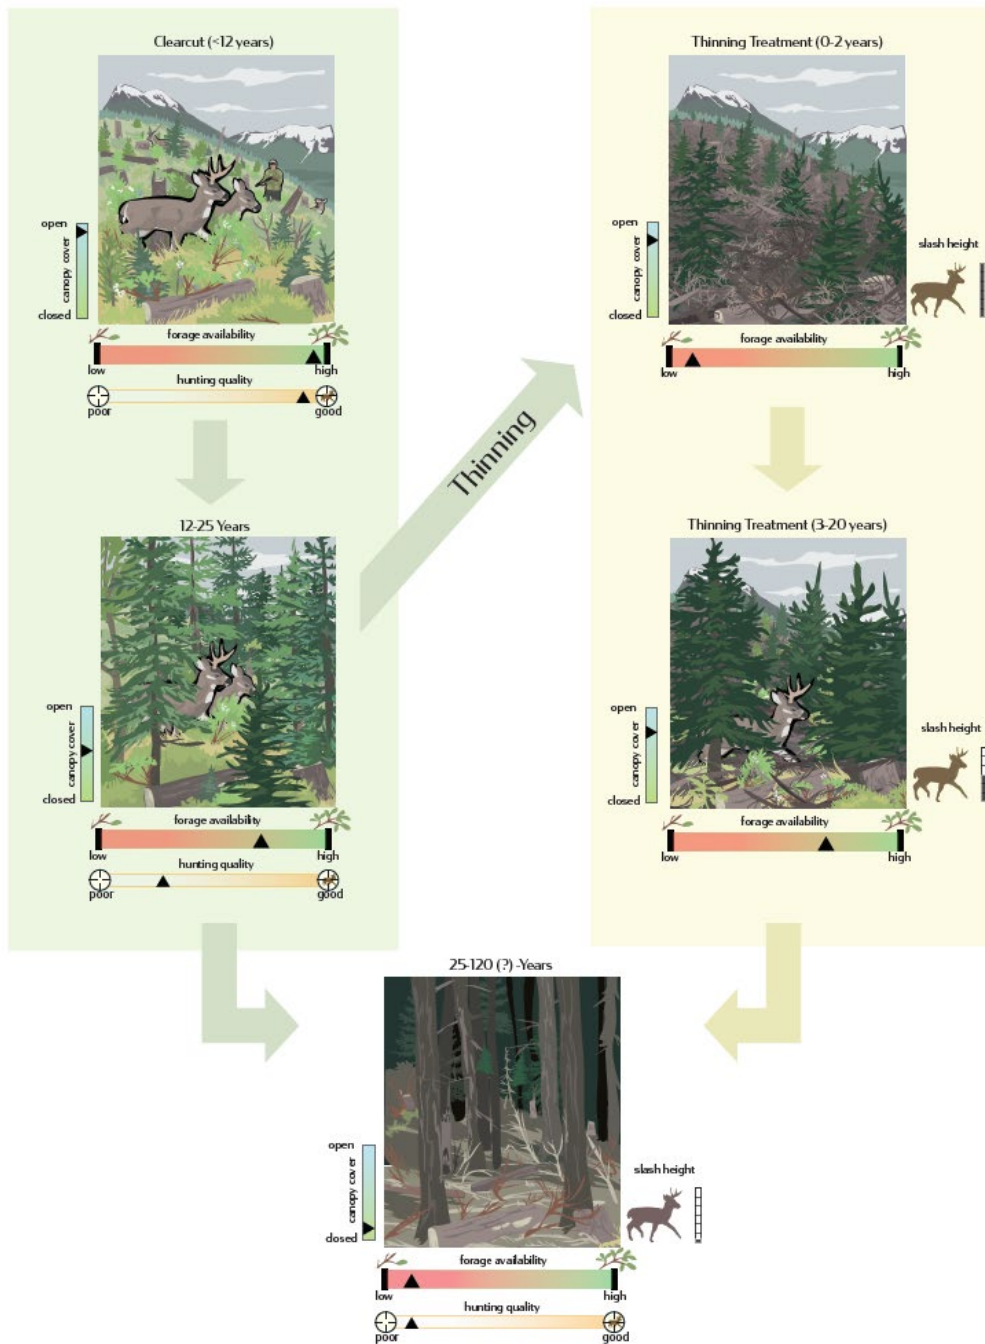 Clearcut (<12 years)
open
canopy cover
closed
forage availability
low
high
hunting quality
poor
good
Thinning Treatment (0-2 years)
open
canopy cover
closed
slash height
forage availability
low
high
Thinning
12-25 Years
open
canopy cover
closed
forage availability
low
high
hunting quality
poor
good
Thinning Treatment (3-20 years)
open
canopy cover
closed
slash height
forage availability
low
high
25-120 (?) -Years
open
canopy cover
closed
slash height
forage availability
low
high
hunting quality
poor
good